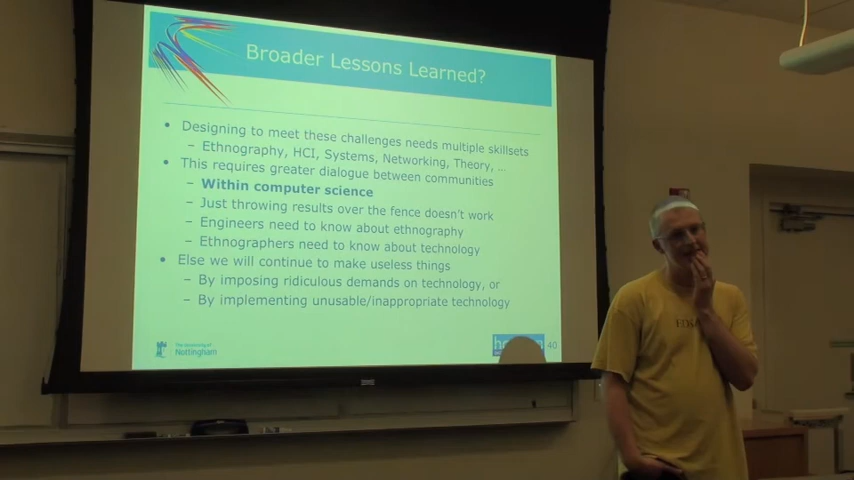 Broader Lessons Learned?
• Designing to meet these challenges needs multiple skillsets
– Ethnography, HCI, Systems, Networking, Theory, ...
• This requires greater dialogue between communities
– Within computer science
– Just throwing results over the fence doesn't work
– Engineers need to know about ethnography
– Ethnographers need to know about technology
• Else we will continue to make useless things
– By imposing ridiculous demands on technology, or
– By implementing unusable/inappropriate technology
The University of
Nottingham
40